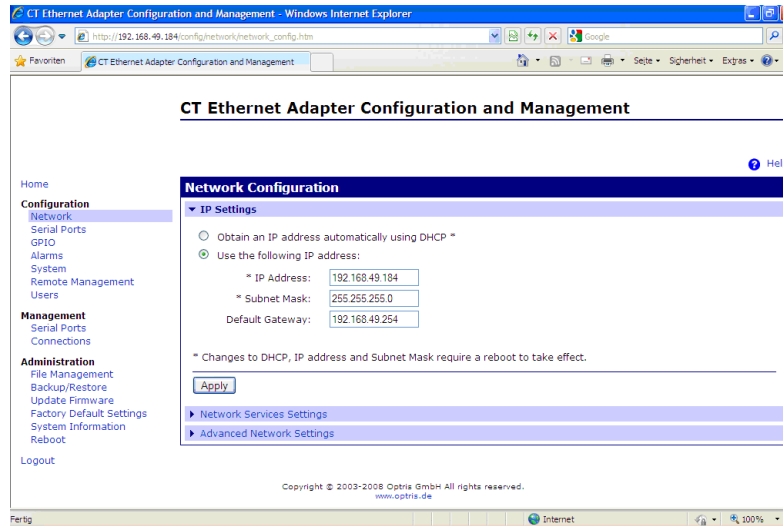 CT Ethernet Adapter Configuration and Management - Windows Internet Explorer
http://192.168.49.184/config/network/network_config.htm
Google
Favoriten
CT Ethernet Adapter Configuration and Management
Seite
Sicherheit
Extras
CT Ethernet Adapter Configuration and Management
Hel
Home
Configuration
Network
Serial Ports
GPIO
Alarms
System
Remote Management
Users
Management
Serial Ports
Connections
Administration
File Management
Backup/Restore
Update Firmware
Factory Default Settings
System Information
Reboot
Logout
Network Configuration
IP Settings
Obtain an IP address automatically using DHCP *
Use the following IP address:
* IP Address: 192.168.49.184
* Subnet Mask: 255.255.255.0
Default Gateway: 192.168.49.254
* Changes to DHCP, IP address and Subnet Mask require a reboot to take effect.
Apply
Network Services Settings
Advanced Network Settings
Copyright © 2003-2008 Optris GmbH All rights reserved.
www.optris.de
Fertig
Internet
100%